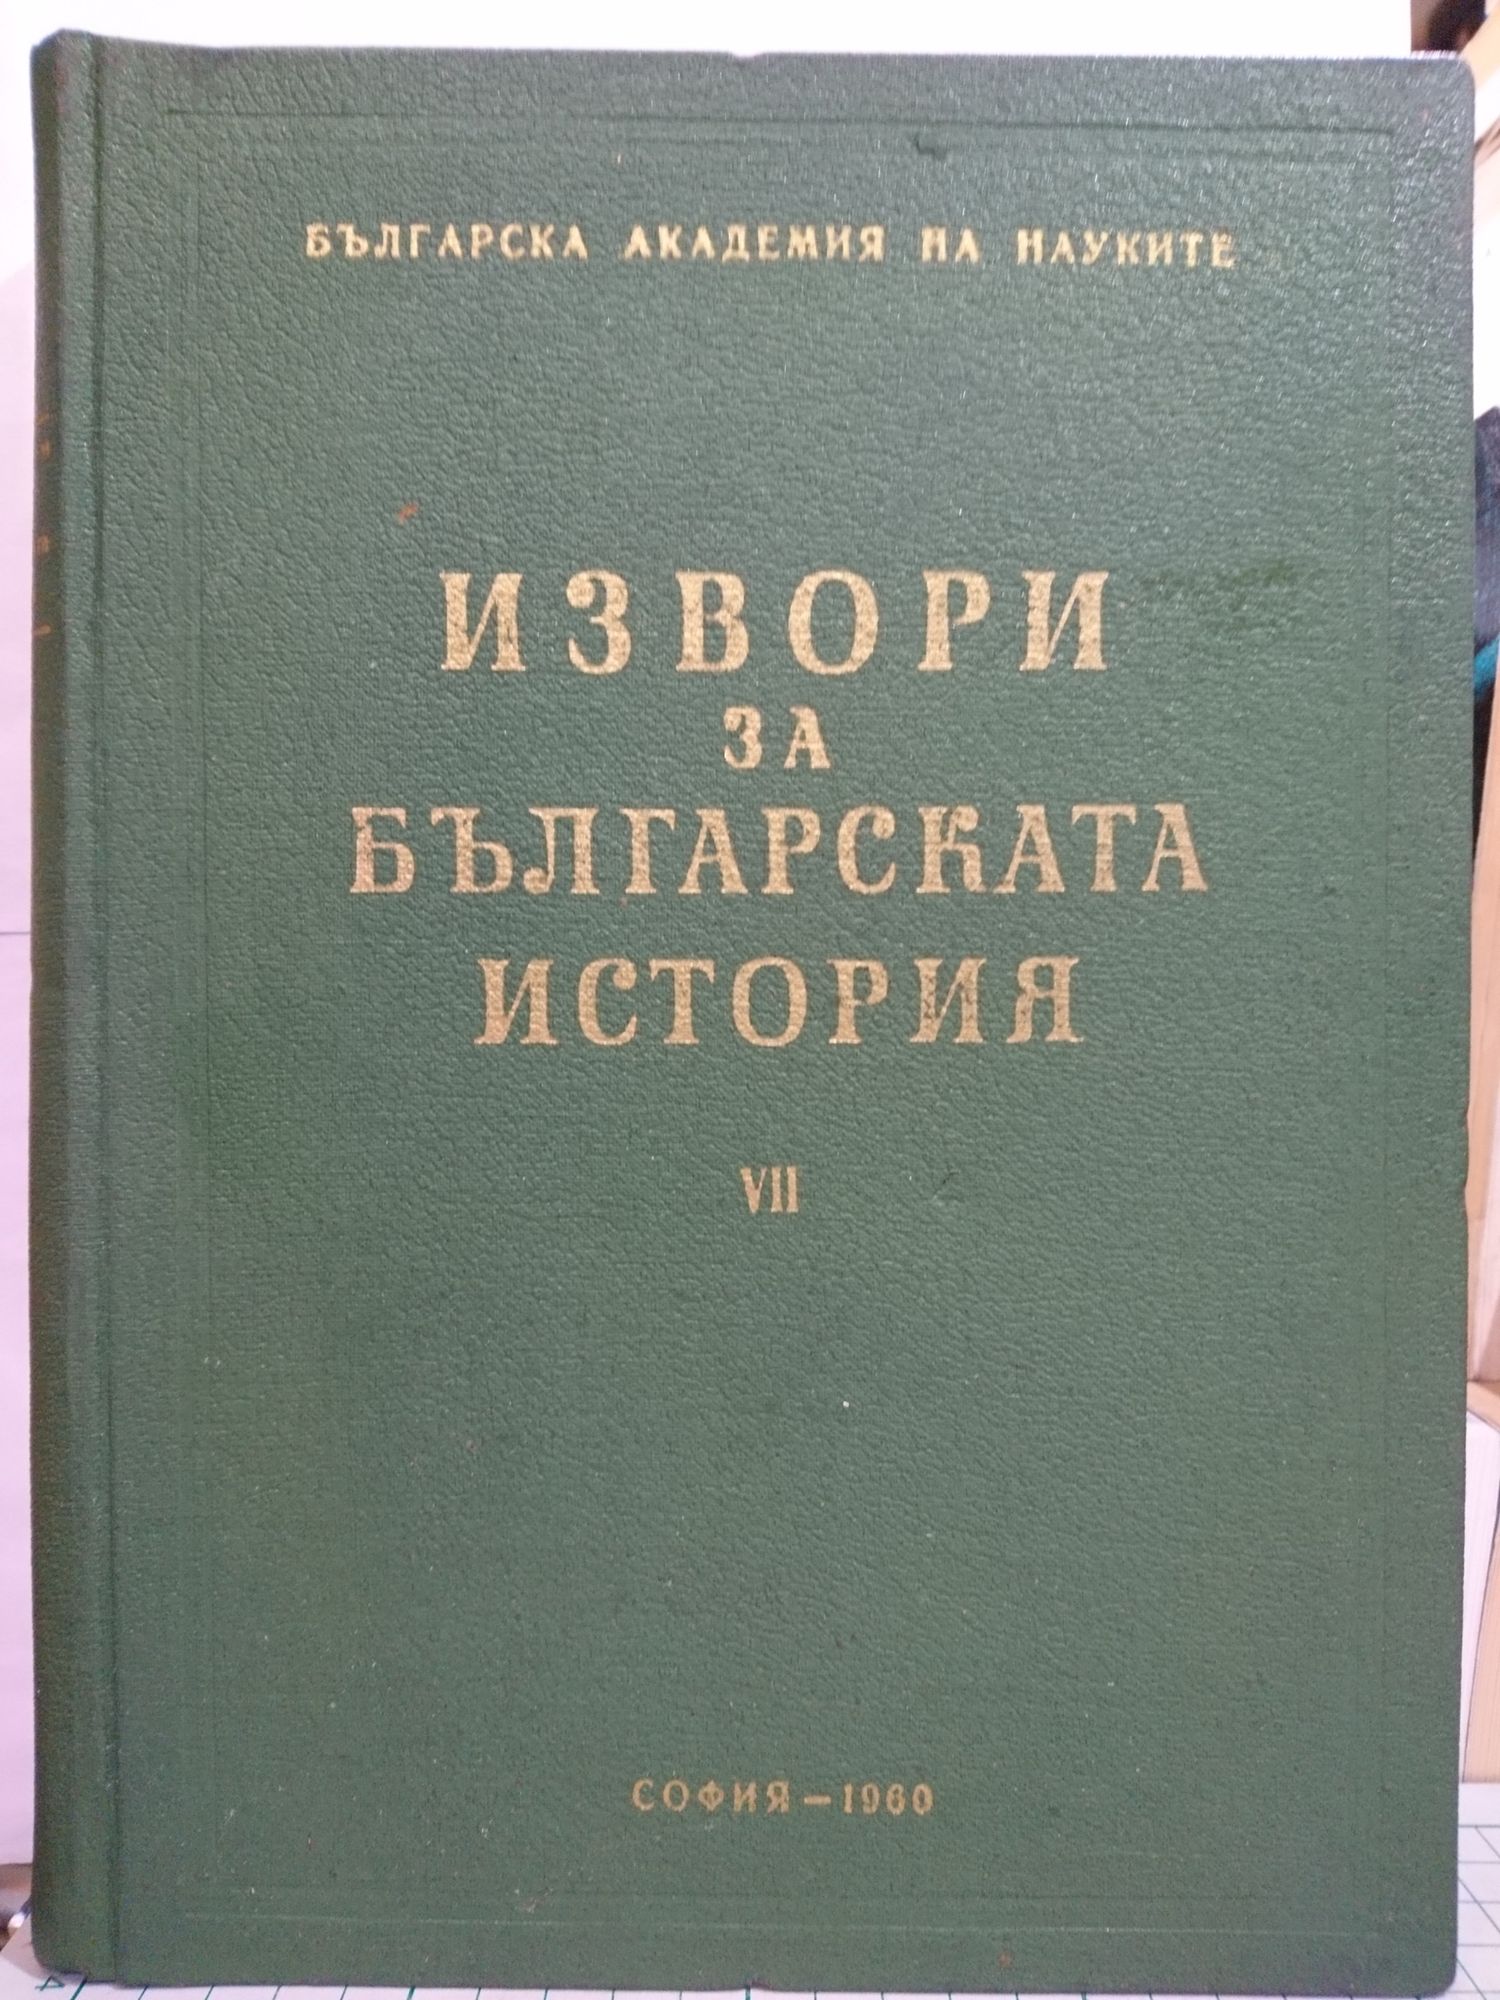 БЪЛГАРСКА АКАДЕМИЯ НА НАУКИТЕ
ИЗВОРИ
ЗА
БЪЛГАРСКАТА
ИСТОРИЯ
VII
СОФИЯ — 1960